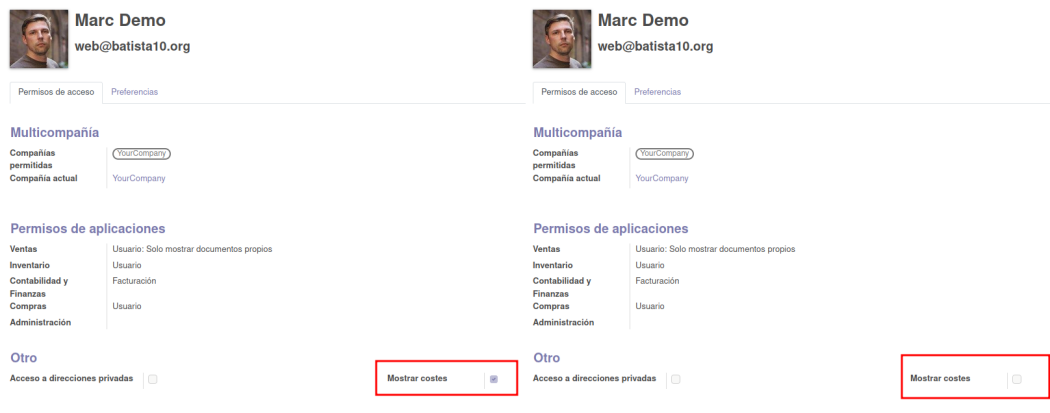 Marc Demo
web@batista10.org
Permisos de acceso Preferencias
Multicompañía
Compañías permitidas YourCompany
Compañía actual YourCompany
Permisos de aplicaciones
Ventas Usuario: Solo mostrar documentos propios
Inventario Usuario
Contabilidad y Finanzas Facturación
Compras Usuario
Administración
Otro
Acceso a direcciones privadas Mostrar costes
Marc Demo
web@batista10.org
Permisos de acceso Preferencias
Multicompañía
Compañías permitidas YourCompany
Compañía actual YourCompany
Permisos de aplicaciones
Ventas Usuario: Solo mostrar documentos propios
Inventario Usuario
Contabilidad y Finanzas Facturación
Compras Usuario
Administración
Otro
Acceso a direcciones privadas Mostrar costes